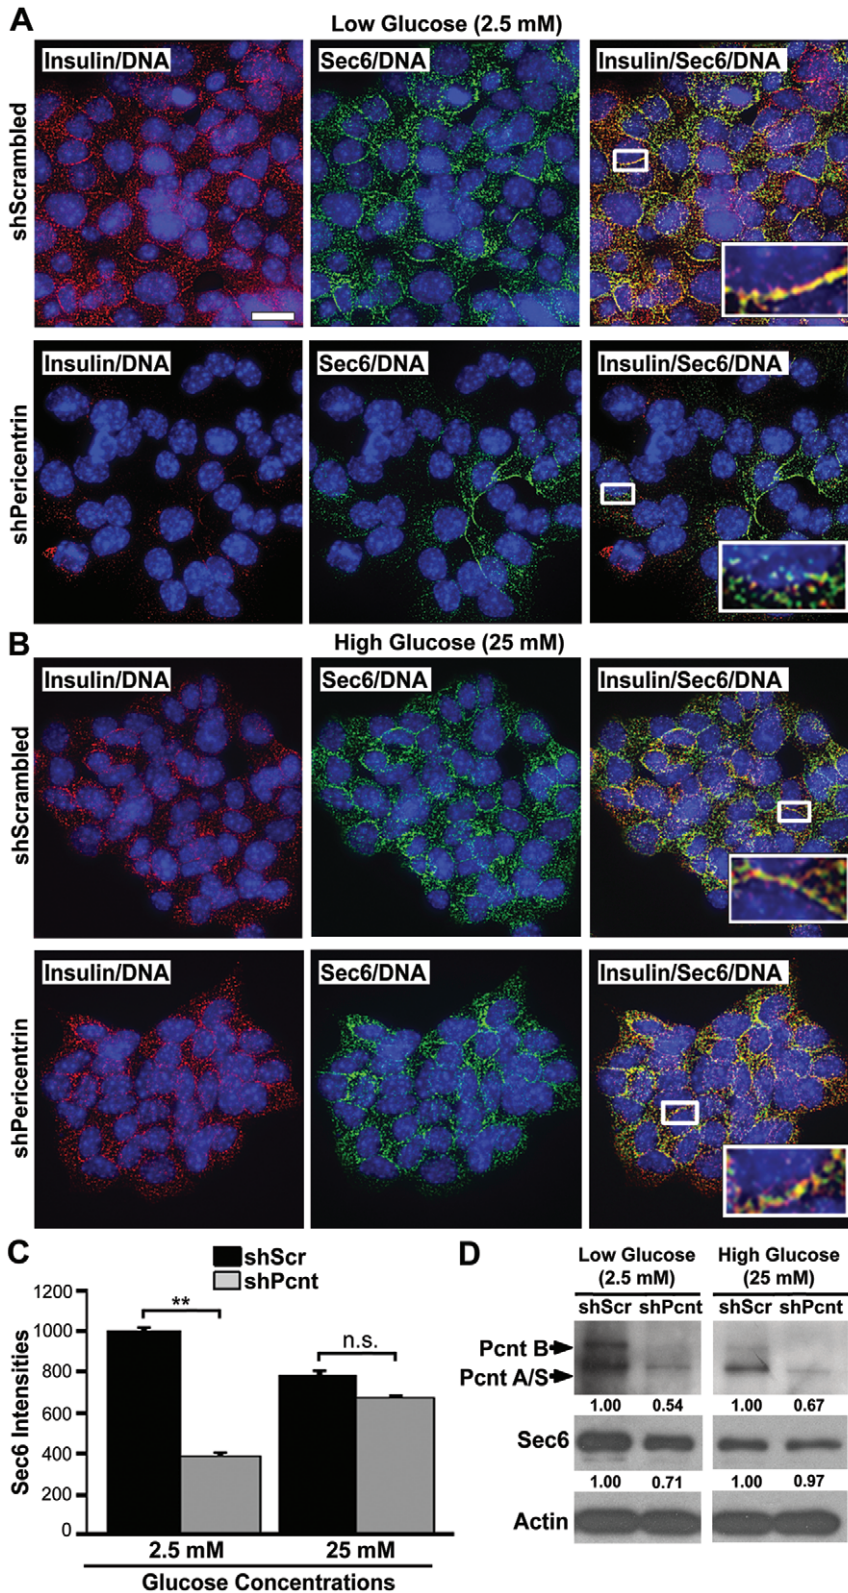 A
Low Glucose (2.5 mM)
shScrambled
Insulin/DNA
Sec6/DNA
Insulin/Sec6/DNA
shPericentrin
Insulin/DNA
Sec6/DNA
Insulin/Sec6/DNA
B
High Glucose (25 mM)
shScrambled
Insulin/DNA
Sec6/DNA
Insulin/Sec6/DNA
shPericentrin
Insulin/DNA
Sec6/DNA
Insulin/Sec6/DNA
C
shScr
shPcnt
Sec6 Intensities
1200
1000
800
600
400
200
0
**
n.s.
2.5 mM
25 mM
Glucose Concentrations
D
Low Glucose
(2.5 mM)
High Glucose
(25 mM)
shScr shPcnt
shScr shPcnt
Pcnt B
Pcnt A/S
1.00 0.54 1.00 0.67
Sec6
1.00 0.71 1.00 0.97
Actin